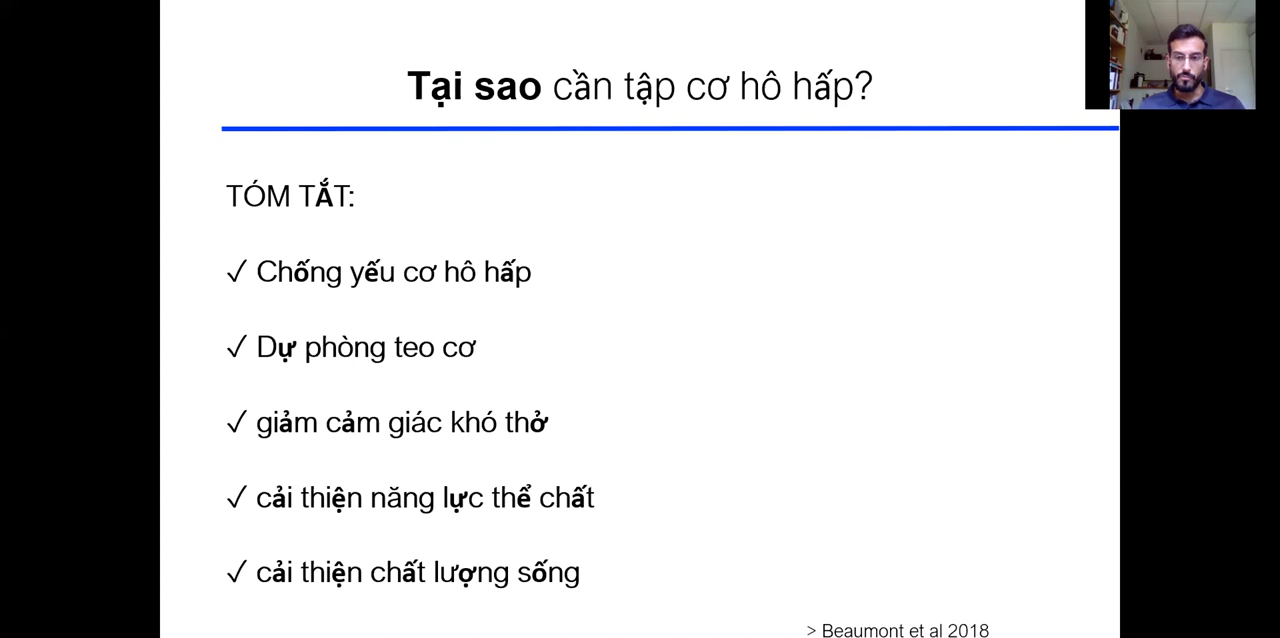 Tại sao cần tập cơ hô hấp?
TÓM TẮT:
✓ Chống yếu cơ hô hấp
✓ Dự phòng teo cơ
✓ giảm cảm giác khó thở
✓ cải thiện năng lực thể chất
✓ cải thiện chất lượng sống
> Beaumont et al 2018